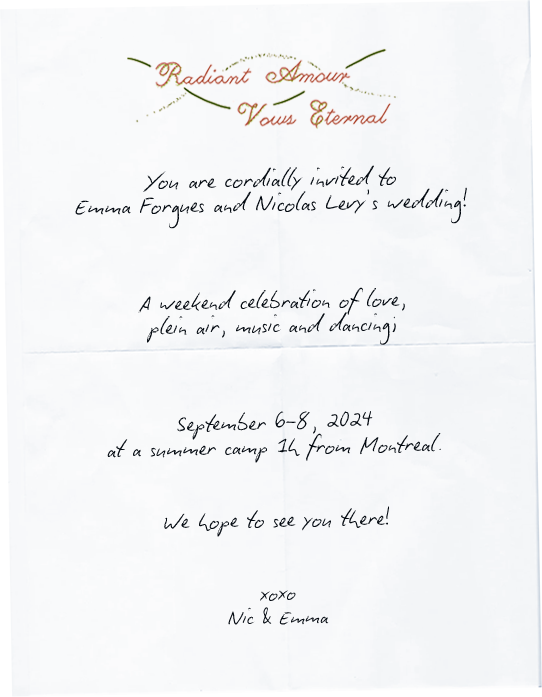 Radiant Amour
Vows Eternal
You are cordially invited to
Emma Forgues and Nicolas Levy's wedding!
A weekend celebration of love,
plein air, music and dancing;
September 6-8, 2024
at a summer camp 1h from Montreal.
We hope to see you there!
xoxo
Nic & Emma